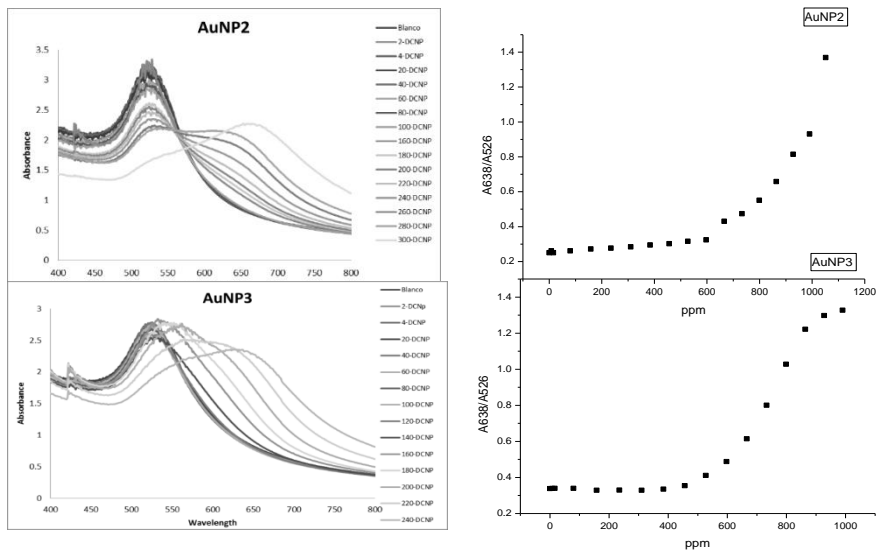 AuNP2
Absorbance
3.5
3
2.5
2
1.5
1
0.5
0
400 450 500 550 600 650 700 750 800
Blanco
2-DCNP
4-DCNP
20-DCNP
40-DCNP
60-DCNP
80-DCNP
100-DCNP
160-DCNP
180-DCNP
200-DCNP
220-DCNP
240-DCNP
260-DCNP
280-DCNP
300-DCNP
AuNP2
A638/A526
1.4
1.2
1.0
0.8
0.6
0.4
0.2
0 200 400 600 800 1000 1200
ppm
AuNP3
Absorbance
3
2.5
2
1.5
1
0.5
0
400 450 500 550 600 650 700 750 800
Wavelength
Blanco
2-DCNp
4-DCNP
20-DCNP
40-DCNP
60-DCNP
80-DCNP
100-DCNP
120-DCNP
140-DCNP
160-DCNP
180-DCNP
200-DCNP
220-DCNP
240-DCNP
AuNP3
A638/A526
1.4
1.2
1.0
0.8
0.6
0.4
0.2
0 200 400 600 800 1000
ppm